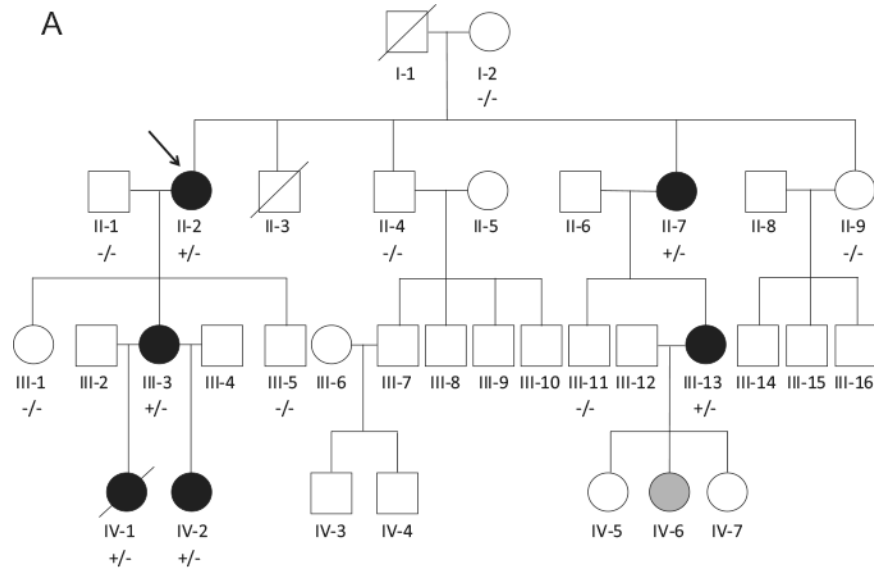 A
I-1 I-2
-/-
II-1 II-2 II-3 II-4 II-5 II-6 II-7 II-8 II-9
-/- +/- -/- +/- -/-
III-1 III-2 III-3 III-4 III-5 III-6 III-7 III-8 III-9 III-10 III-11 III-12 III-13 III-14 III-15 III-16
-/- +/- -/- -/- +/-
IV-1 IV-2 IV-3 IV-4 IV-5 IV-6 IV-7
+/- +/-